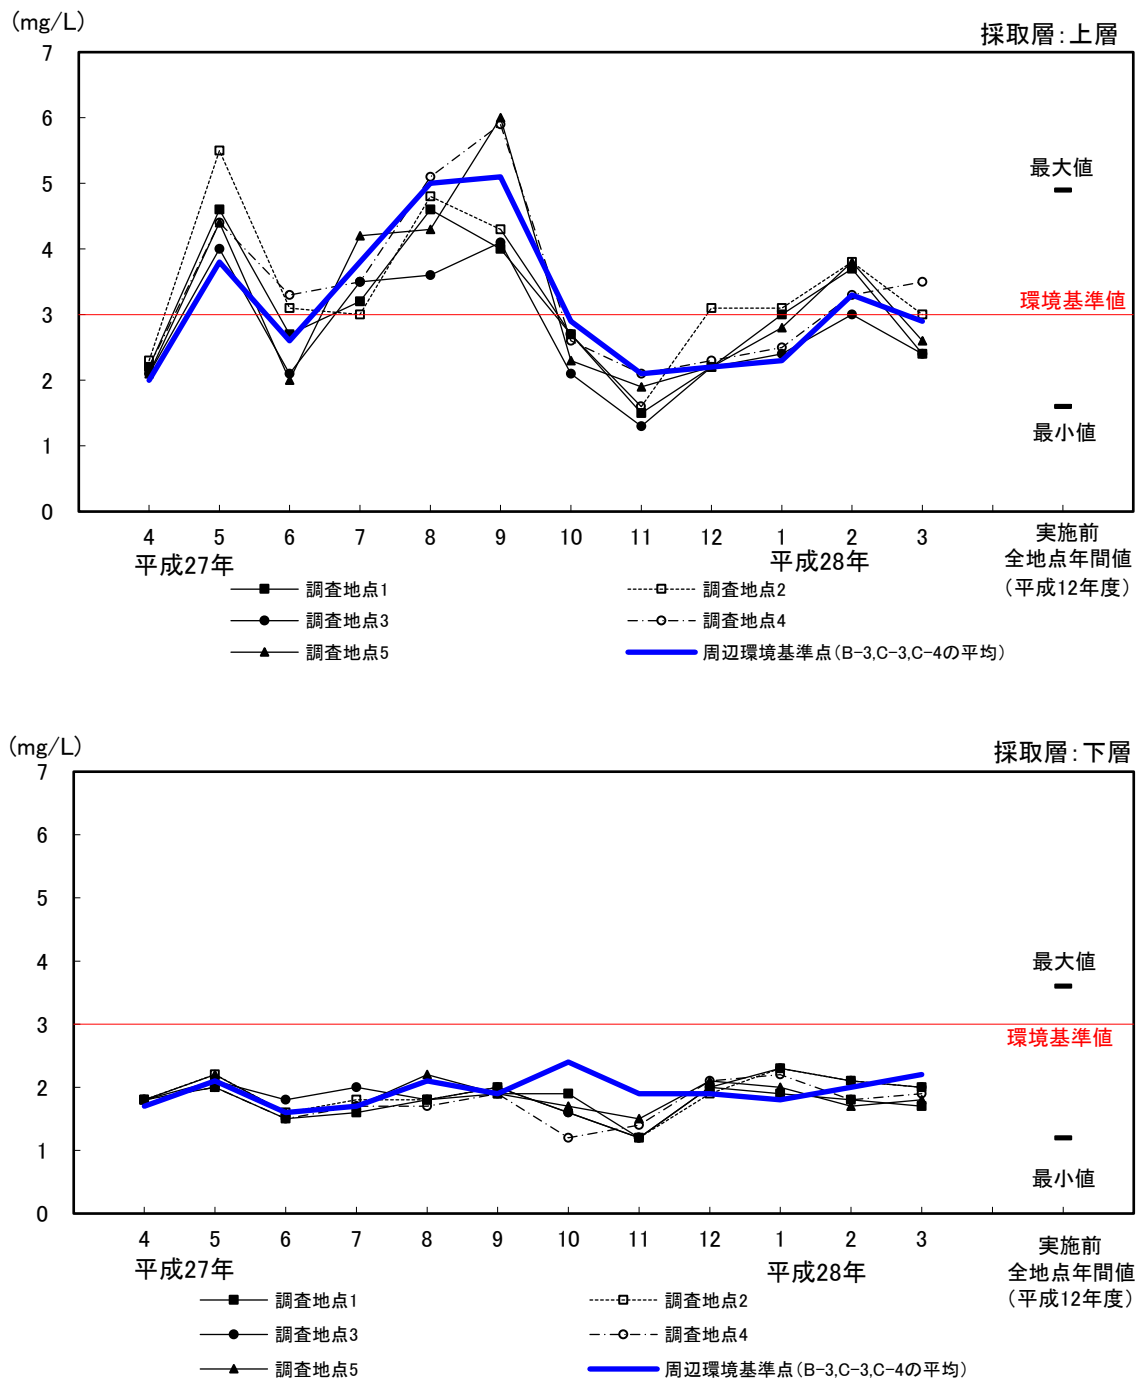 (mg/L)
採取層：上層
7
6
5
4
3
2
1
0
最大値
環境基準値
最小値
4 5 6 7 8 9 10 11 12 1 2 3
平成27年 平成28年
実施前
全地点年間値
（平成12年度）
調査地点1 調査地点2
調査地点3 調査地点4
調査地点5 周辺環境基準点（B-3,C-3,C-4の平均）
(mg/L)
採取層：下層
7
6
5
4
3
2
1
0
最大値
環境基準値
最小値
4 5 6 7 8 9 10 11 12 1 2 3
平成27年 平成28年
実施前
全地点年間値
（平成12年度）
調査地点1 調査地点2
調査地点3 調査地点4
調査地点5 周辺環境基準点（B-3,C-3,C-4の平均）